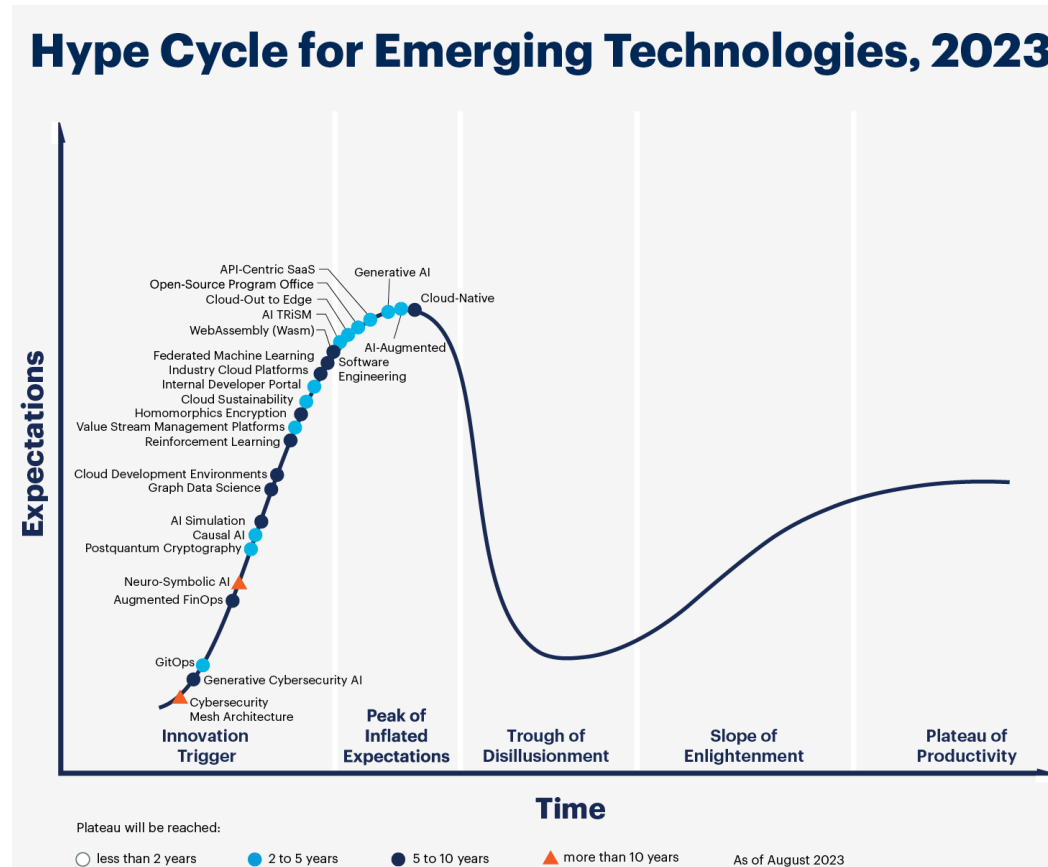 Hype Cycle for Emerging Technologies, 2023
Expectations
API-Centric SaaS
Generative AI
Open-Source Program Office
Cloud-Native
Cloud-Out to Edge
AI TRiSM
WebAssembly (Wasm)
AI-Augmented
Software
Engineering
Federated Machine Learning
Industry Cloud Platforms
Internal Developer Portal
Cloud Sustainability
Homomorphics Encryption
Value Stream Management Platforms
Reinforcement Learning
Cloud Development Environments
Graph Data Science
AI Simulation
Causal AI
Postquantum Cryptography
Neuro-Symbolic AI
Augmented FinOps
GitOps
Generative Cybersecurity AI
Cybersecurity
Mesh Architecture
Innovation
Trigger
Peak of
Inflated
Expectations
Trough of
Disillusionment
Slope of
Enlightenment
Plateau of
Productivity
Time
Plateau will be reached:
less than 2 years
2 to 5 years
5 to 10 years
more than 10 years
As of August 2023